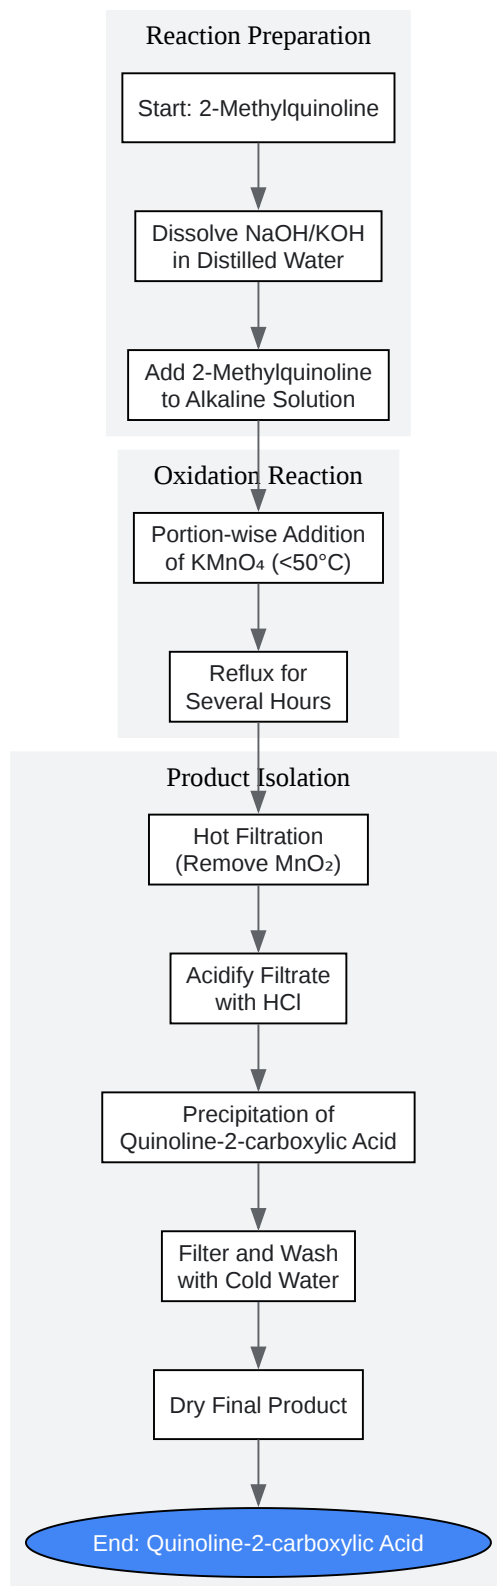 Reaction Preparation
Start: 2-Methylquinoline
Dissolve NaOH/KOH
in Distilled Water
Add 2-Methylquinoline
to Alkaline Solution
Oxidation Reaction
Portion-wise Addition
of KMnO₄ (<50°C)
Reflux for
Several Hours
Product Isolation
Hot Filtration
(Remove MnO₂)
Acidify Filtrate
with HCl
Precipitation of
Quinoline-2-carboxylic Acid
Filter and Wash
with Cold Water
Dry Final Product
End: Quinoline-2-carboxylic Acid